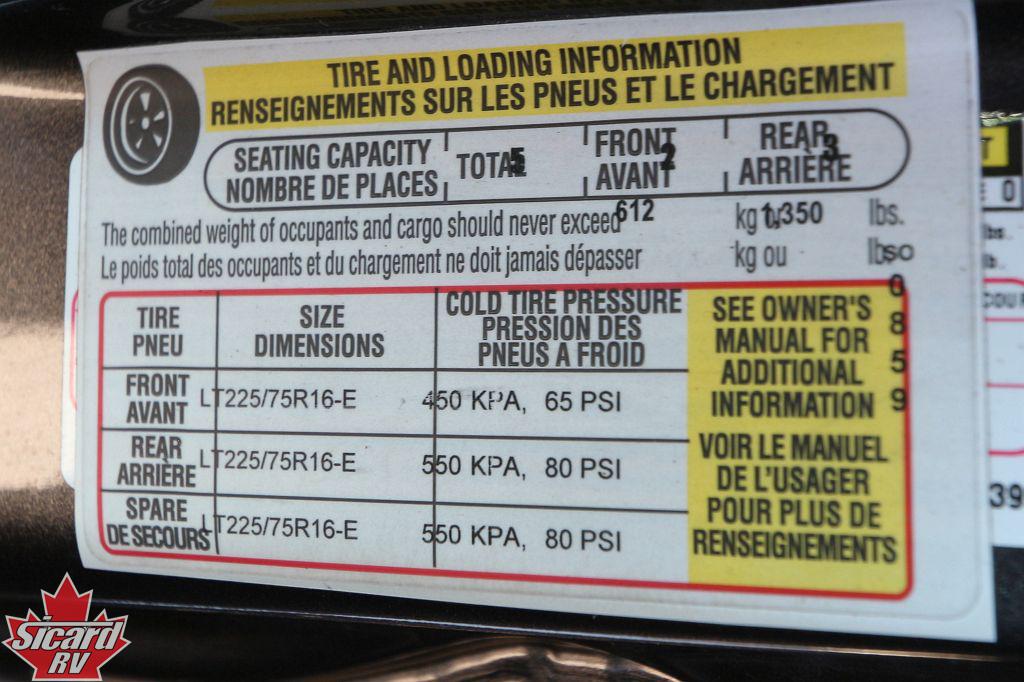 TIRE AND LOADING INFORMATION
RENSEIGNEMENTS SUR LES PNEUS ET LE CHARGEMENT
SEATING CAPACITY
NOMBRE DE PLACES
TOTAL 5
FRONT
AVANT 2
REAR
ARRIÈRE 3
The combined weight of occupants and cargo should never exceed 612 kg or 1,350 lbs.
Le poids total des occupants et du chargement ne doit jamais dépasser kg ou lb
SO
08559
TIRE
PNEU
SIZE
DIMENSIONS
COLD TIRE PRESSURE
PRESSION DES
PNEUS A FROID
FRONT
AVANT
LT225/75R16-E 450 KPA, 65 PSI
REAR
ARRIÈRE
LT225/75R16-E 550 KPA, 80 PSI
SPARE
DE SECOURS
LT225/75R16-E 550 KPA, 80 PSI
SEE OWNER'S
MANUAL FOR
ADDITIONAL
INFORMATION
VOIR LE MANUEL
DE L'USAGER
POUR PLUS DE
RENSEIGNEMENTS
39
Sicard
RV